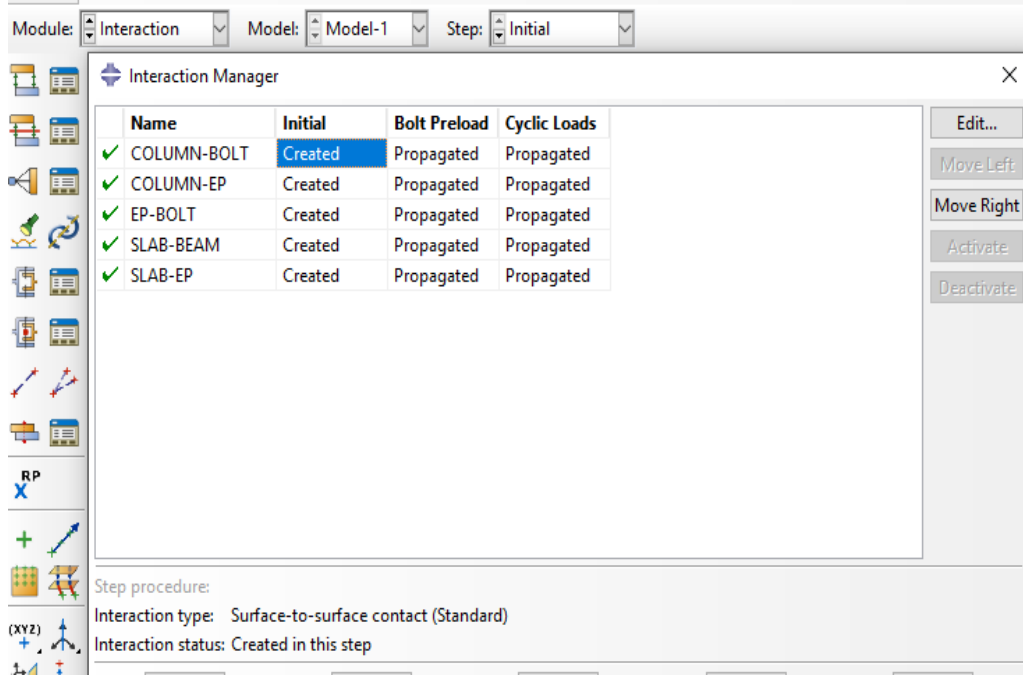 Module: Interaction Model: Model-1 Step: Initial
Interaction Manager
Name Initial Bolt Preload Cyclic Loads
COLUMN-BOLT Created Propagated Propagated
COLUMN-EP Created Propagated Propagated
EP-BOLT Created Propagated Propagated
SLAB-BEAM Created Propagated Propagated
SLAB-EP Created Propagated Propagated
Edit...
Move Left
Move Right
Activate
Deactivate
RP
(XYZ)
Step procedure:
Interaction type: Surface-to-surface contact (Standard)
Interaction status: Created in this step